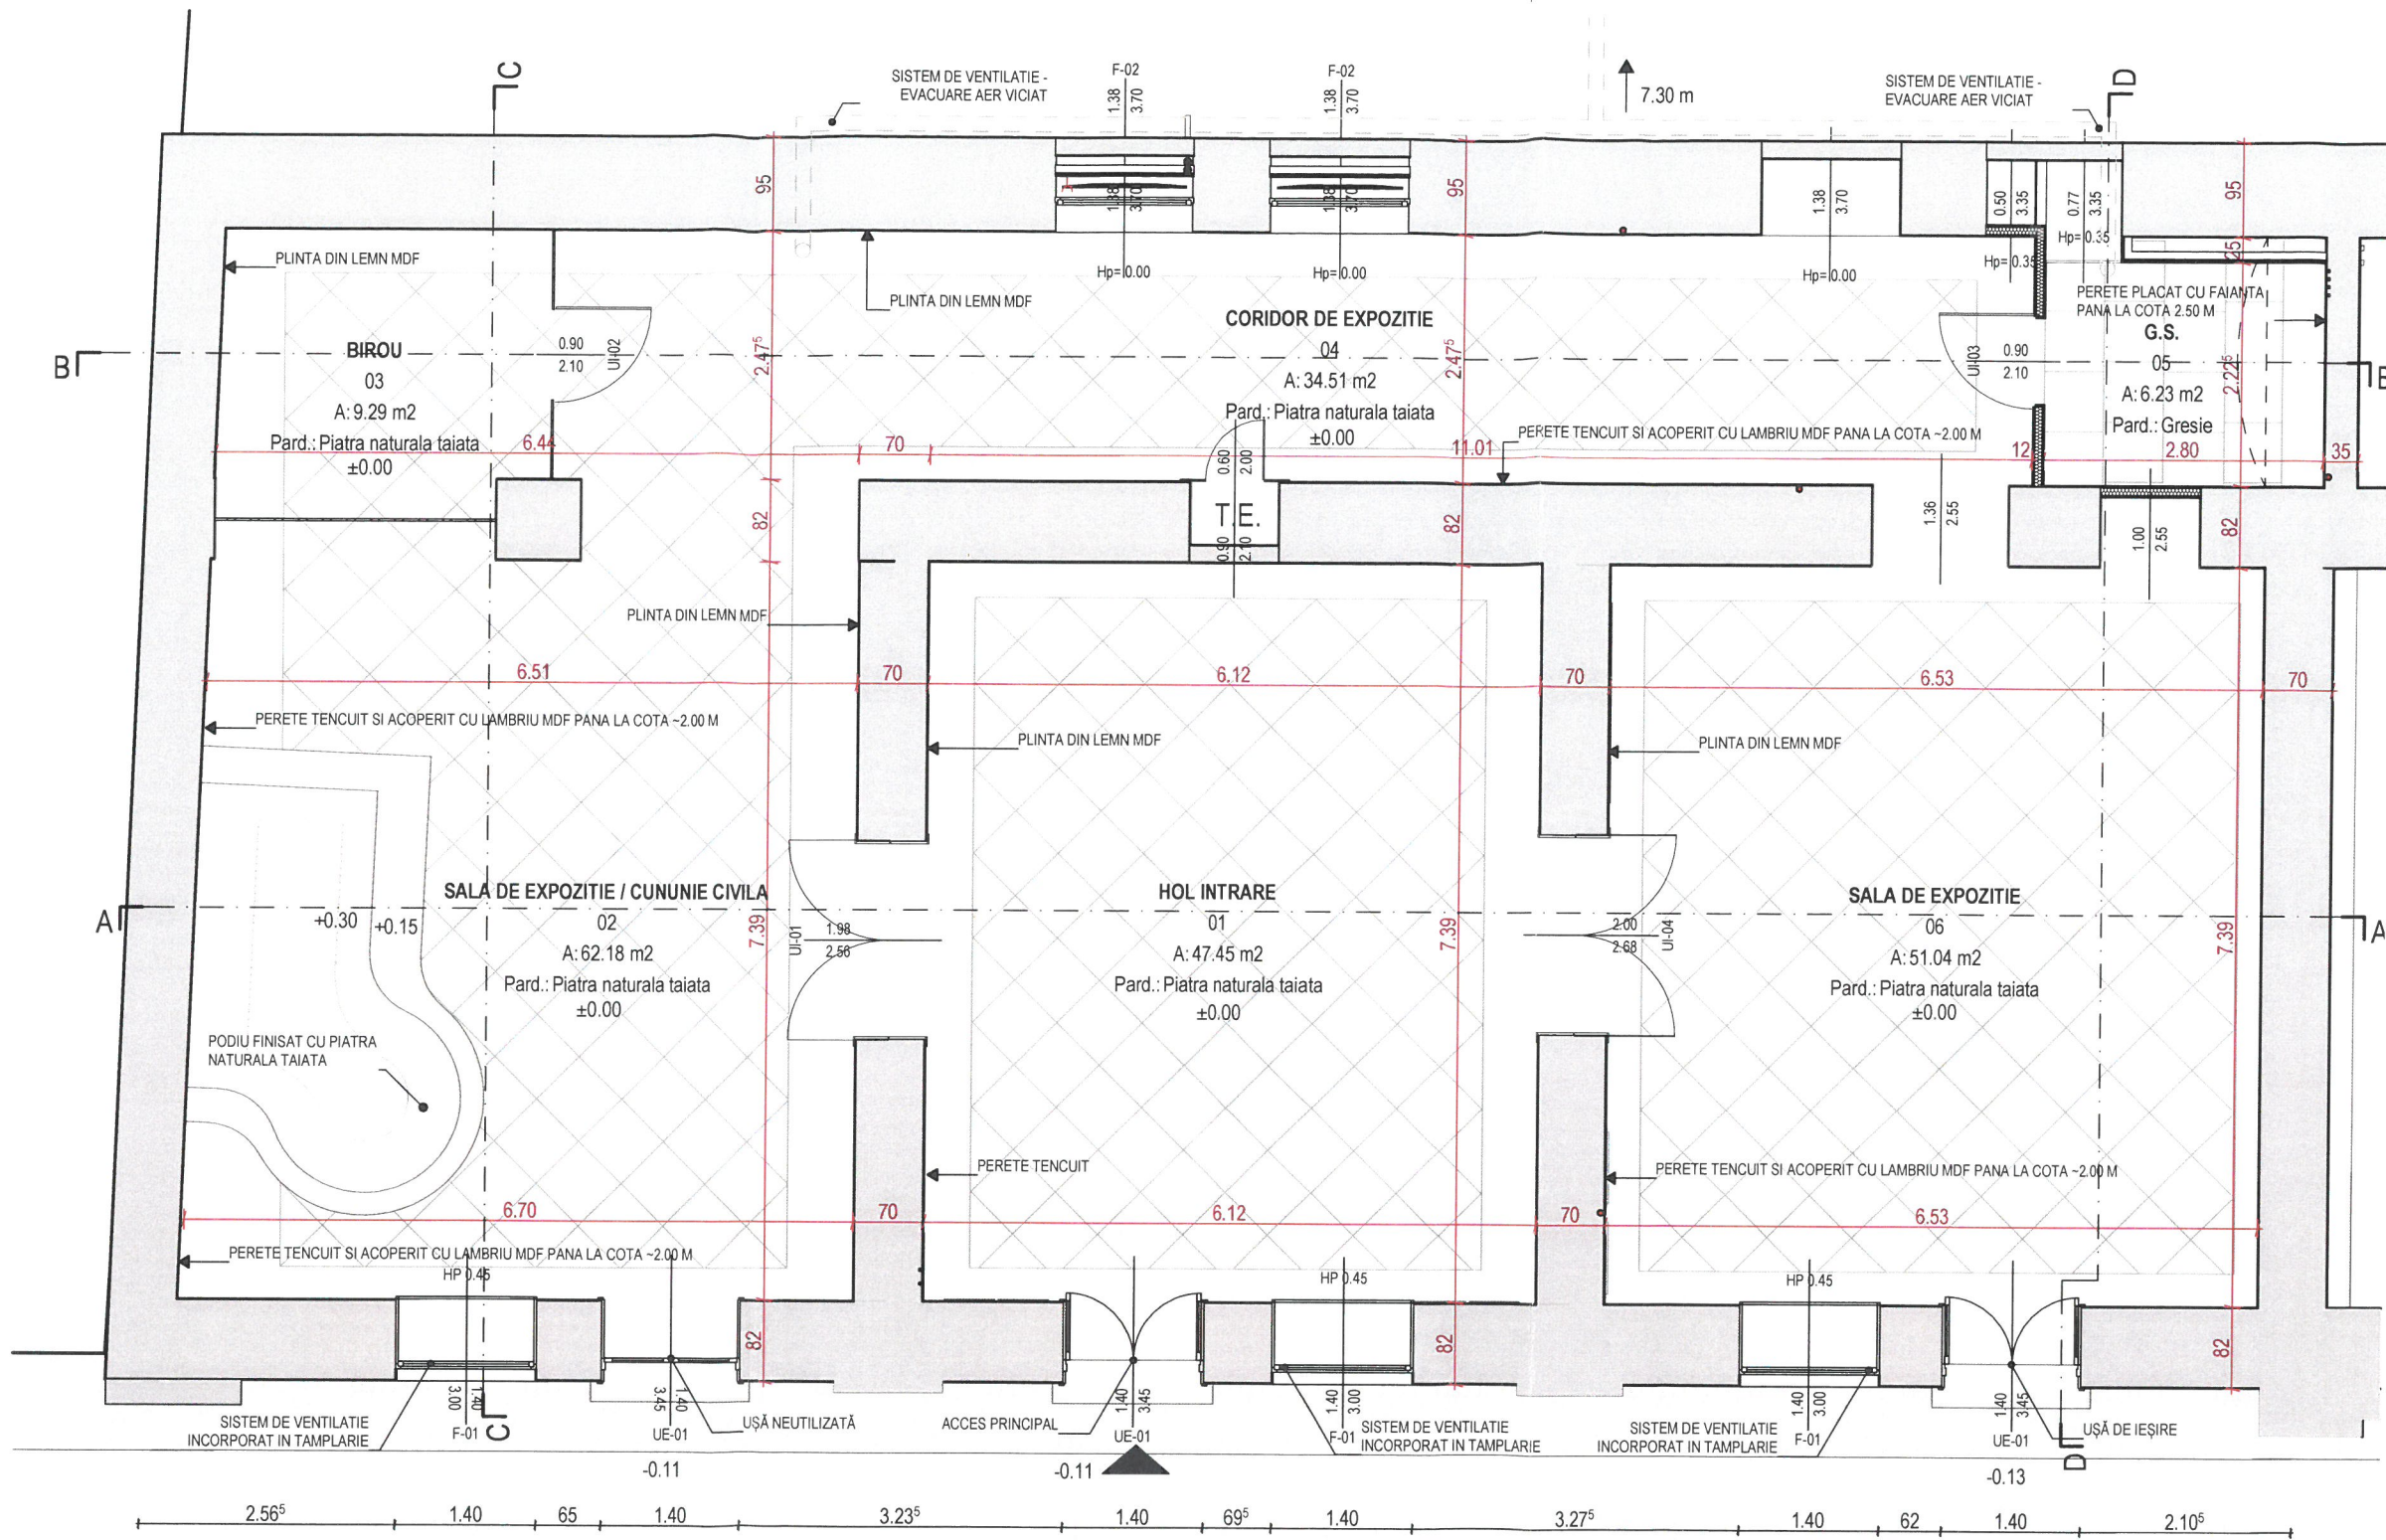 C
D
SISTEM DE VENTILATIE -
EVACUARE AER VICIAT
F-02
1.38
3.70
F-02
1.38
3.70
7.30 m
SISTEM DE VENTILATIE -
EVACUARE AER VICIAT
95
1.38
3.70
1.38
3.70
95
1.38
3.70
0.50
3.35
0.77
3.35
95
PLINTA DIN LEMN MDF
PLINTA DIN LEMN MDF
Hp= 0.00
Hp= 0.00
Hp= 0.00
Hp= 0.35
Hp= 0.35
25
PERETE PLACAT CU FAIANTA
PANA LA COTA 2.50 M
B
BIROU
03
A: 9.29 m2
Pard.: Piatra naturala taiata
±0.00
0.90
2.10
UI-02
2.47⁵
CORIDOR DE EXPOZITIE
04
A: 34.51 m2
Pard.: Piatra naturala taiata
±0.00
2.47⁵
UI-03
0.90
2.10
G.S.
05
A: 6.23 m2
Pard.: Gresie
2.22⁵
B
6.44
70
11.01
12
2.80
35
0.60
2.00
PERETE TENCUIT SI ACOPERIT CU LAMBRIU MDF PANA LA COTA ~2.00 M
82
T.E.
0.90
2.10
82
1.36
2.55
1.00
2.55
82
PLINTA DIN LEMN MDF
6.51
70
6.12
70
6.53
70
PERETE TENCUIT SI ACOPERIT CU LAMBRIU MDF PANA LA COTA ~2.00 M
PLINTA DIN LEMN MDF
PLINTA DIN LEMN MDF
A
+0.30
+0.15
SALA DE EXPOZITIE / CUNUNIE CIVILA
02
A: 62.18 m2
Pard.: Piatra naturala taiata
±0.00
7.39
UI-01
1.98
2.56
HOL INTRARE
01
A: 47.45 m2
Pard.: Piatra naturala taiata
±0.00
7.39
2.00
2.68
UI-04
SALA DE EXPOZITIE
06
A: 51.04 m2
Pard.: Piatra naturala taiata
±0.00
7.39
A
PODIU FINISAT CU PIATRA
NATURALA TAIATA
PERETE TENCUIT
PERETE TENCUIT SI ACOPERIT CU LAMBRIU MDF PANA LA COTA ~2.00 M
6.70
70
6.12
70
6.53
PERETE TENCUIT SI ACOPERIT CU LAMBRIU MDF PANA LA COTA ~2.00 M
HP 0.45
HP 0.45
HP 0.45
82
82
82
1.40
3.00
1.40
3.45
1.40
3.45
1.40
3.00
1.40
3.00
1.40
3.45
SISTEM DE VENTILATIE
INCORPORAT IN TAMPLARIE
F-01
C
UE-01
UȘĂ NEUTILIZATĂ
ACCES PRINCIPAL
UE-01
F-01
SISTEM DE VENTILATIE
INCORPORAT IN TAMPLARIE
SISTEM DE VENTILATIE
INCORPORAT IN TAMPLARIE
F-01
UE-01
UȘĂ DE IEȘIRE
D
-0.11
-0.11
-0.13
2.56⁵
1.40
65
1.40
3.23⁵
1.40
69⁵
1.40
3.27⁵
1.40
62
1.40
2.10⁵